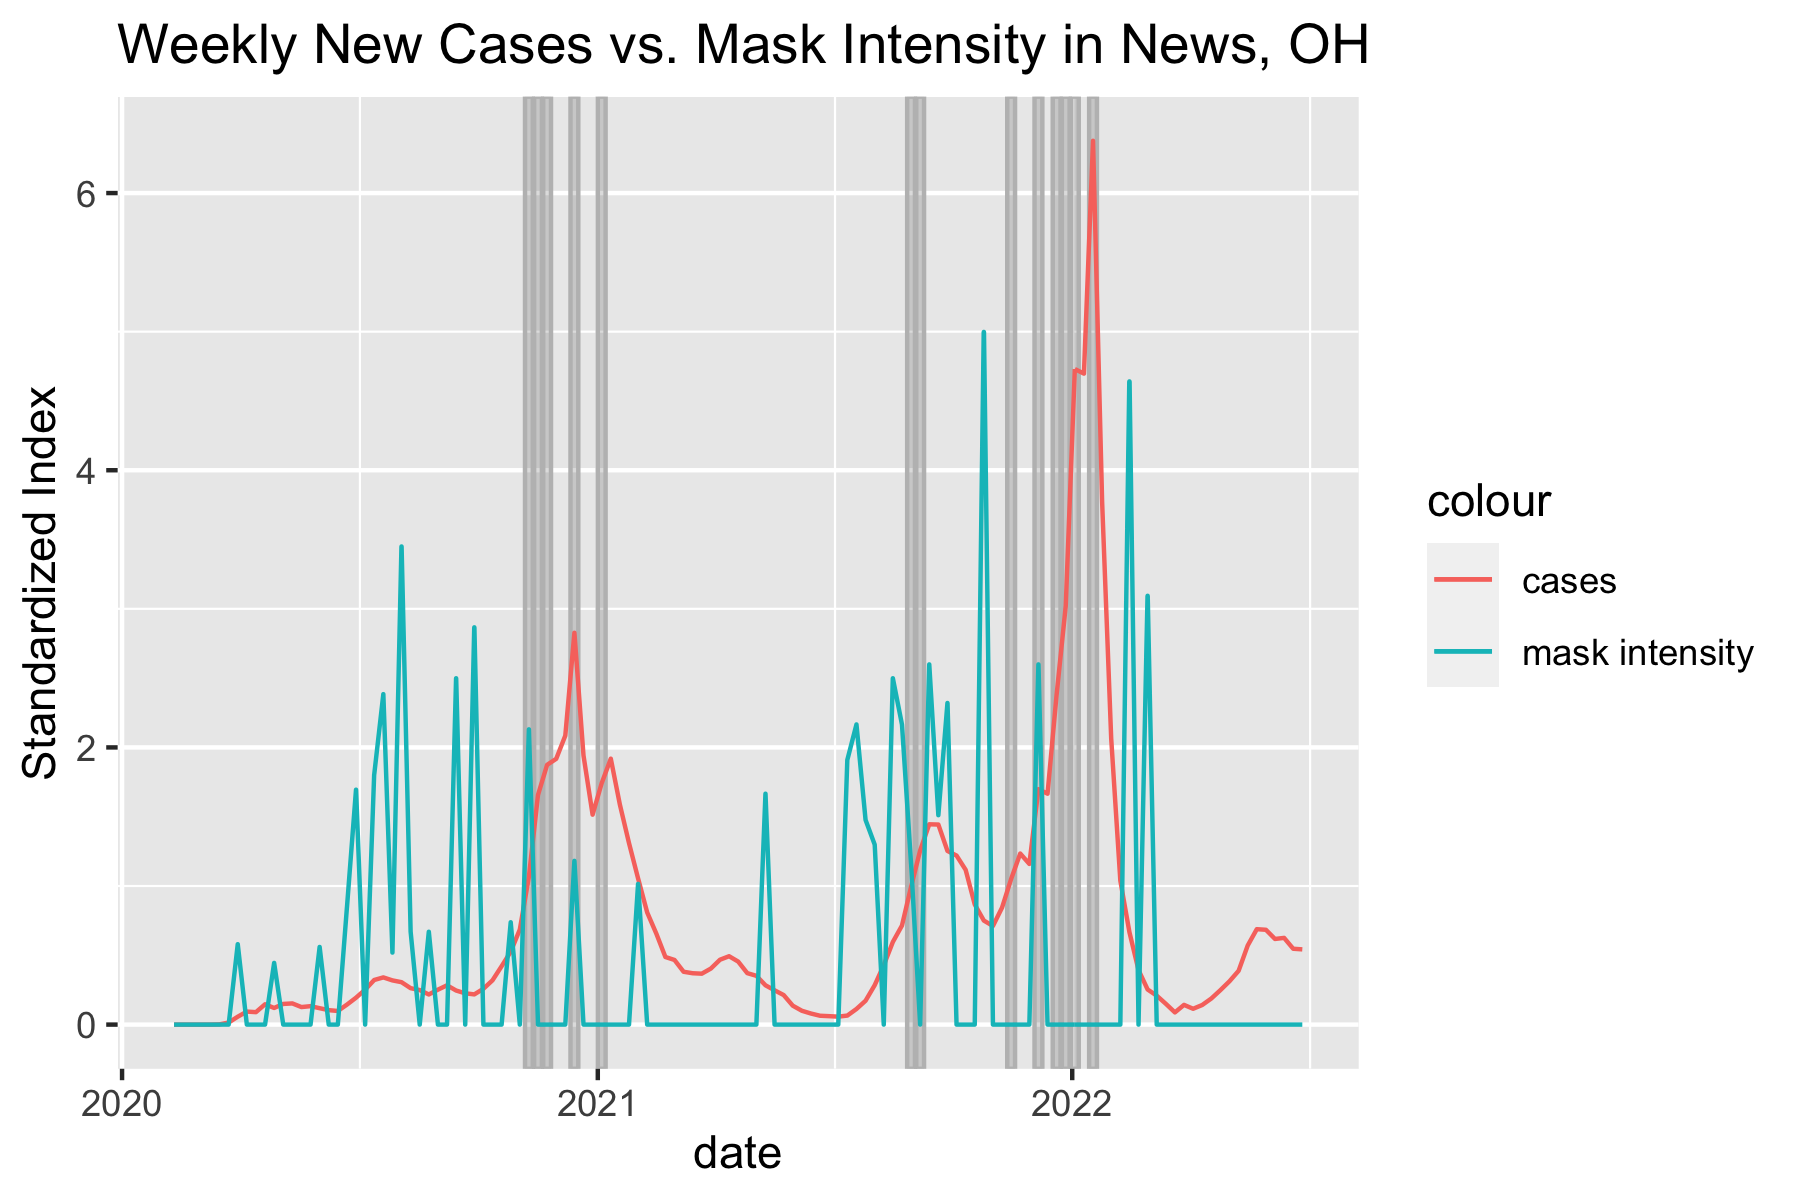 Weekly New Cases vs. Mask Intensity in News, OH
Standardized Index
6
4
2
0
2020
2021
2022
date
colour
cases
mask intensity